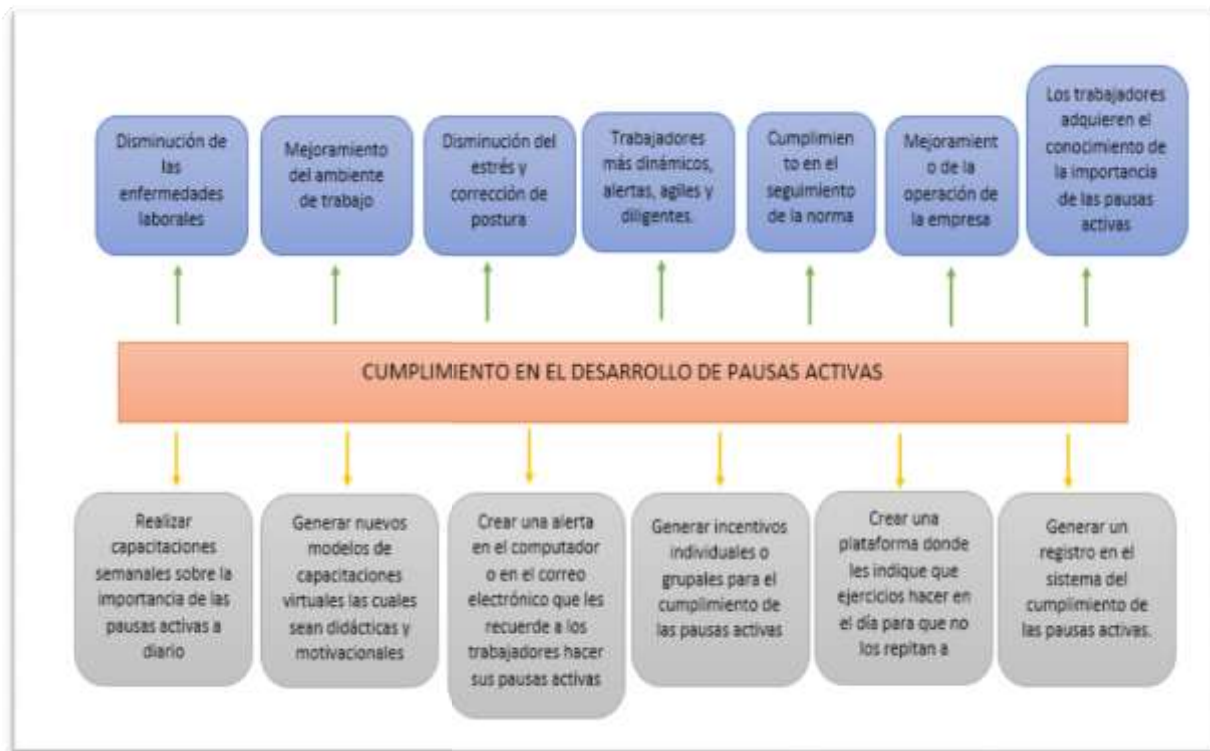 Disminución de
las
enfermedades
laborales
Mejoramiento
del ambiente
de trabajo
Disminución del
estrés y
corrección de
postura
Trabajadores
más dinámicos,
alertas, agiles y
diligentes.
Cumplimien
to en el
seguimiento
de la norma
Mejoramient
o de la
operación de
la empresa
Los trabajadores
adquieren el
conocimiento de
la importancia
de las pausas
activas
CUMPLIMIENTO EN EL DESARROLLO DE PAUSAS ACTIVAS
Realizar
capacitaciones
semanales sobre la
importancia de las
pausas activas a
diario
Generar nuevos
modelos de
capacitaciones
virtuales las cuales
sean didácticas y
motivacionales
Crear una alerta
en el computador
o en el correo
electrónico que les
recuerde a los
trabajadores hacer
sus pausas activas
Generar incentivos
individuales o
grupales para el
cumplimiento de
las pausas activas
Crear una
plataforma donde
les indique que
ejercicios hacer en
el día para que no
los repitan a
Generar un
registro en el
sistema del
cumplimiento de
las pausas activas.